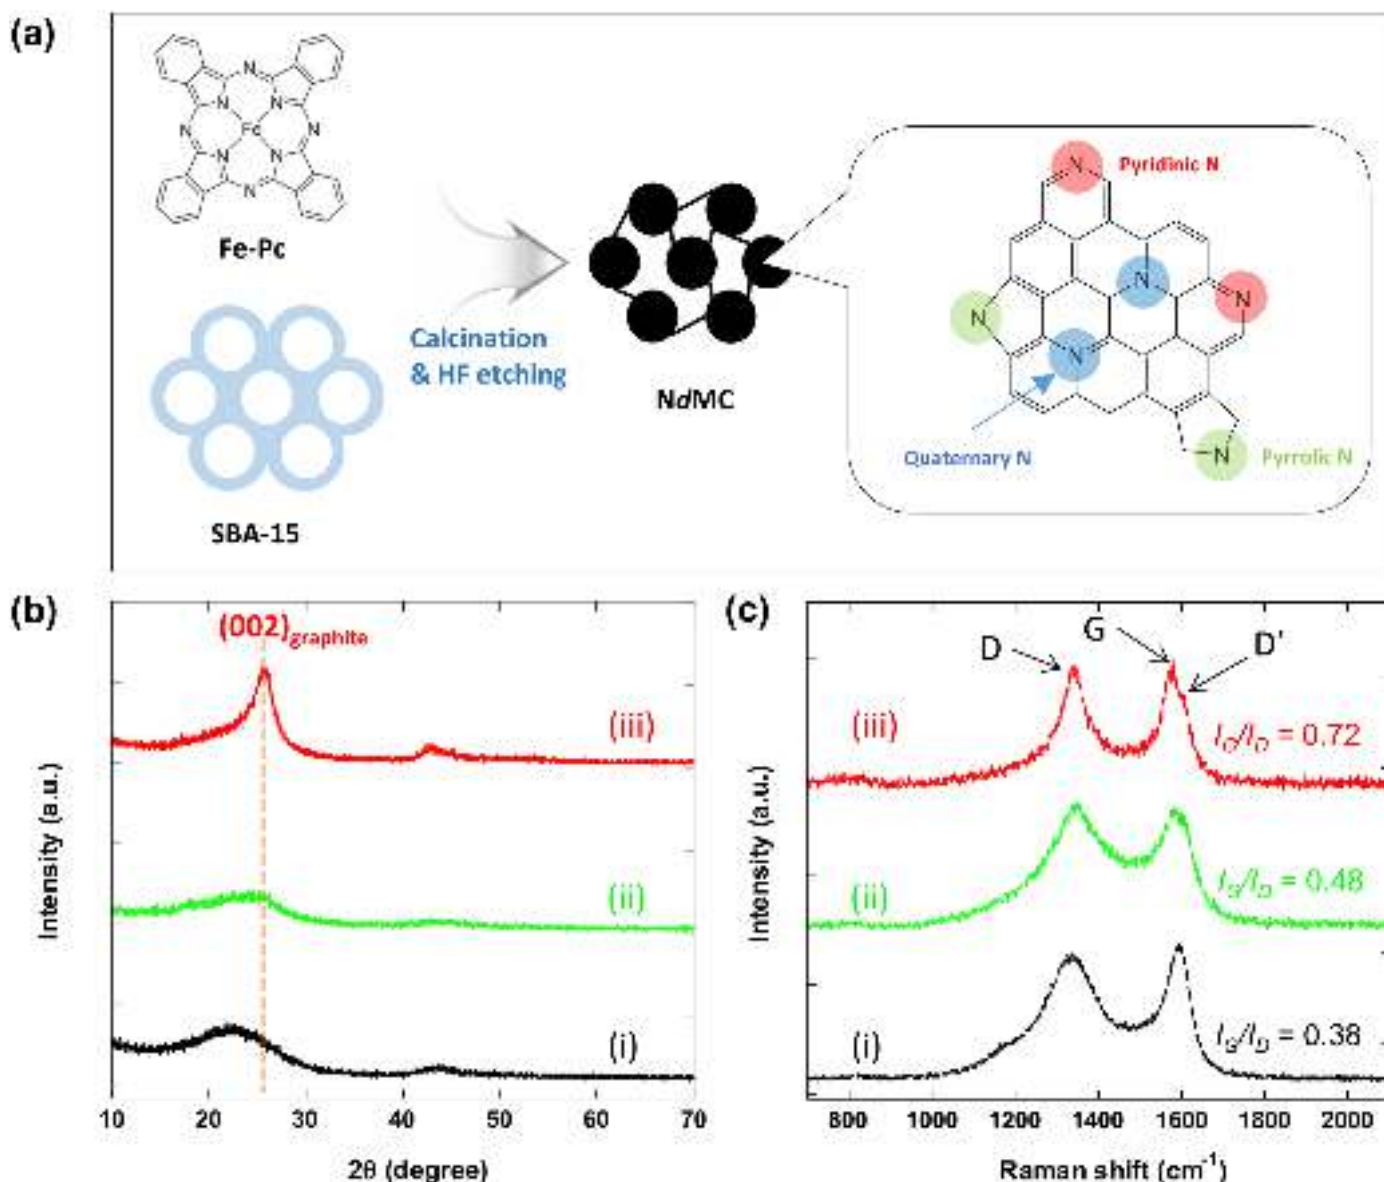 (a)
N
N
N
N
Fe
N
N
N
N
Fe-Pc
SBA-15
Calcination
& HF etching
NdMC
N
Pyridinic N
N
N
N
N
Quaternary N
N
Pyrrolic N
(b)
(002)graphite
(iii)
(ii)
(i)
Intensity (a.u.)
10
20
30
40
50
60
70
2θ (degree)
(c)
D
G
D'
(iii)
IG/ID = 0.72
(ii)
IG/ID = 0.48
(i)
IG/ID = 0.38
Intensity (a.u.)
800
1000
1200
1400
1600
1800
2000
Raman shift (cm⁻¹)